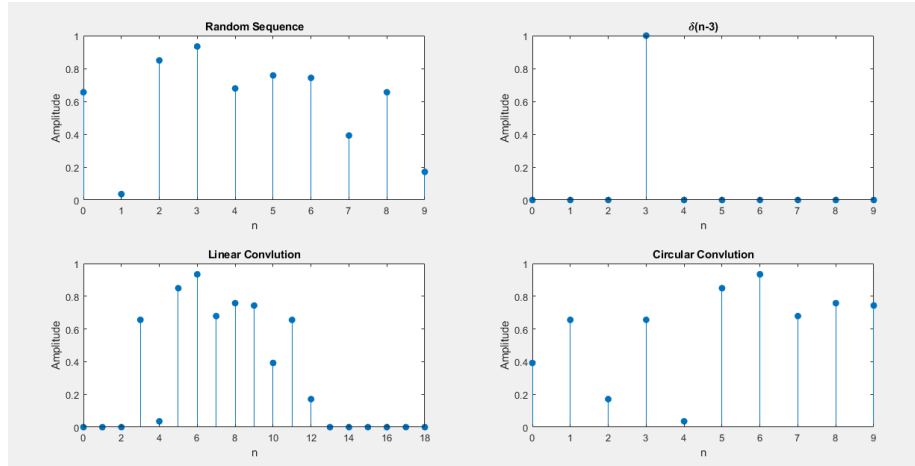 Random Sequence
1
0.8
0.6
0.4
0.2
0
Amplitude
0 1 2 3 4 5 6 7 8 9
n
δ(n-3)
1
0.8
0.6
0.4
0.2
0
Amplitude
0 1 2 3 4 5 6 7 8 9
n
Linear Convlution
1
0.8
0.6
0.4
0.2
0
Amplitude
0 2 4 6 8 10 12 14 16 18
n
Circular Convlution
1
0.8
0.6
0.4
0.2
0
Amplitude
0 1 2 3 4 5 6 7 8 9
n